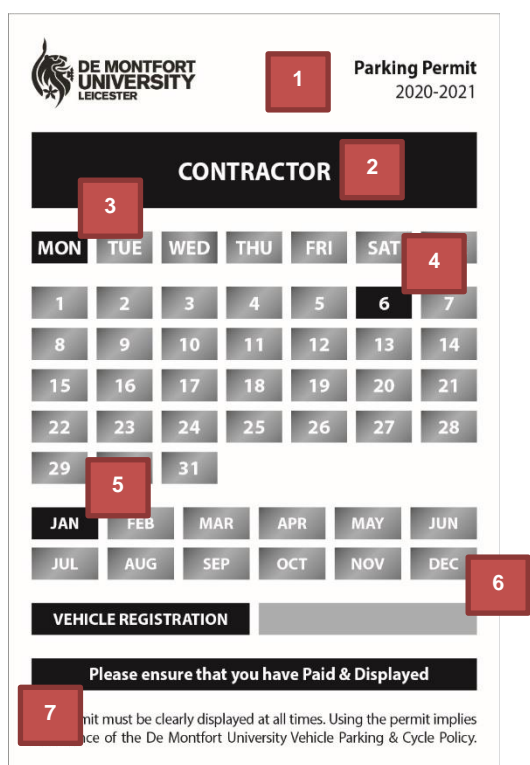 DE MONTFORT
UNIVERSITY
LEICESTER
1
Parking Permit
2020-2021
CONTRACTOR
2
3
MON TUE WED THU FRI SAT
4
1 2 3 4 5 6 7
8 9 10 11 12 13 14
15 16 17 18 19 20 21
22 23 24 25 26 27 28
29 31
5
JAN FEB MAR APR MAY JUN
JUL AUG SEP OCT NOV DEC
6
VEHICLE REGISTRATION
Please ensure that you have Paid & Displayed
7
must be clearly displayed at all times. Using the permit implies
of the De Montfort University Vehicle Parking & Cycle Policy.